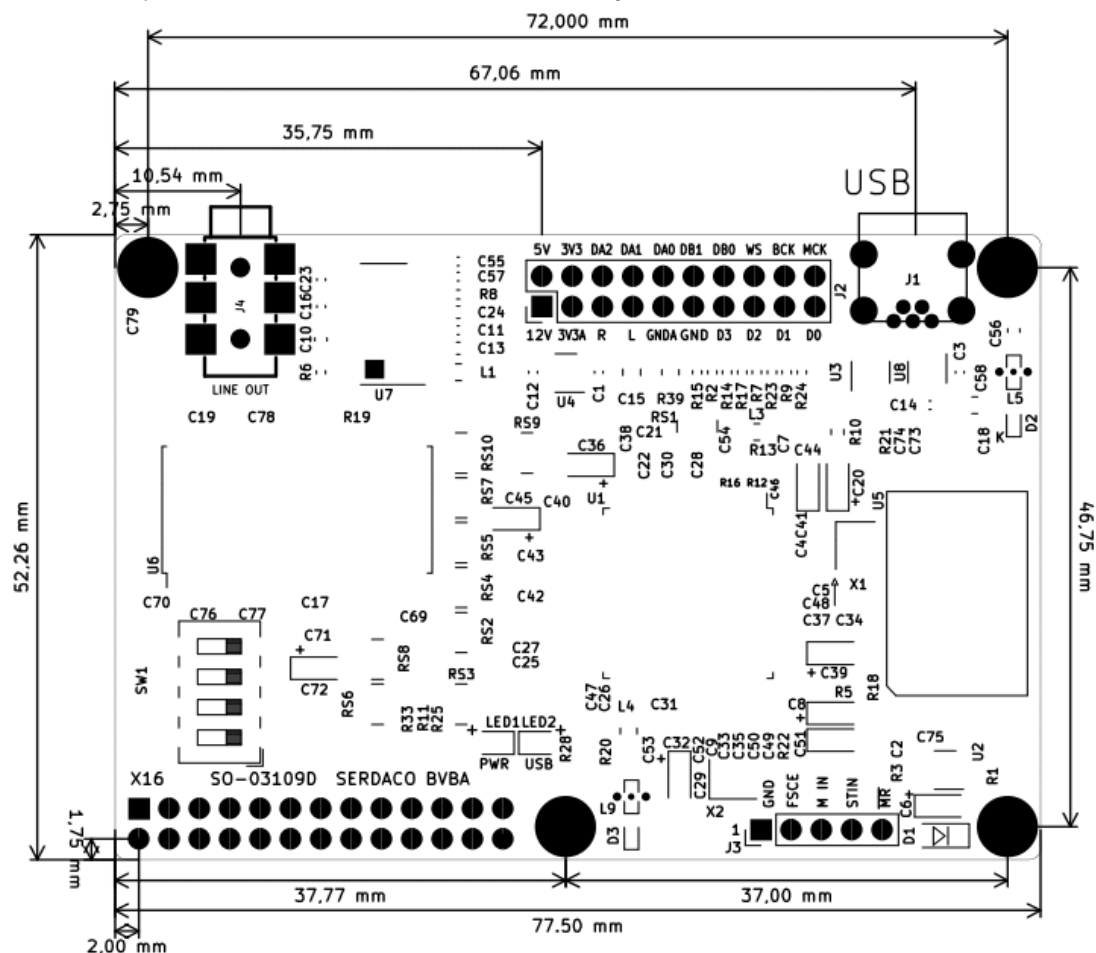 72,000 mm
67,06 mm
35,75 mm
10,54 mm
USB
2,75 mm
5V 3V3 DA2 DA1 DA0 DB1 DB0 WS BCK MCK
C55
C57
R8
C24
C11
C13
L1
C23
C16
C10
R6
J4
C79
J2
J1
12V 3V3A R L GNDA GND D3 D2 D1 D0
C56
C3
LINE OUT
U7
C12
U4
C1
C15
R39
R15
R2
R14
R17
R7
R23
R9
R24
U3
U8
C58
L5
C19 C78 R19
RS9
RS1
L3
C14
D2
K
C38
C21
C54
R13
C7
R10
R21
C74
C73
C18
RS10
C36
C22
C30
C28
C44
R16 R12
C46
C20
U5
52,26 mm
46,75 mm
RS7
C45
C40
U1
C41
C4
U6
RS5
C43
X1
C5
C48
RS4
C42
C70
C76 C77
C17
C69
RS2
C37 C34
C71
C27
C25
RS8
RS3
C39
SW1
C72
RS6
C47
C26
R5
R18
R33
R11
R25
L4
C31
C8
LED1 LED2
R28
R20
C53
C32
C52
C9
C33
C35
C50
C49
R22
C51
C75
U2
PWR USB
X16 SO-03109D SERDACO BVBA
C29
GND
FSCE
M IN
STIN
MR
R3
C2
R1
L9
X2
C6
1
J3
D3
D1
1,75 mm
37,77 mm
37,00 mm
77.50 mm
2,00 mm